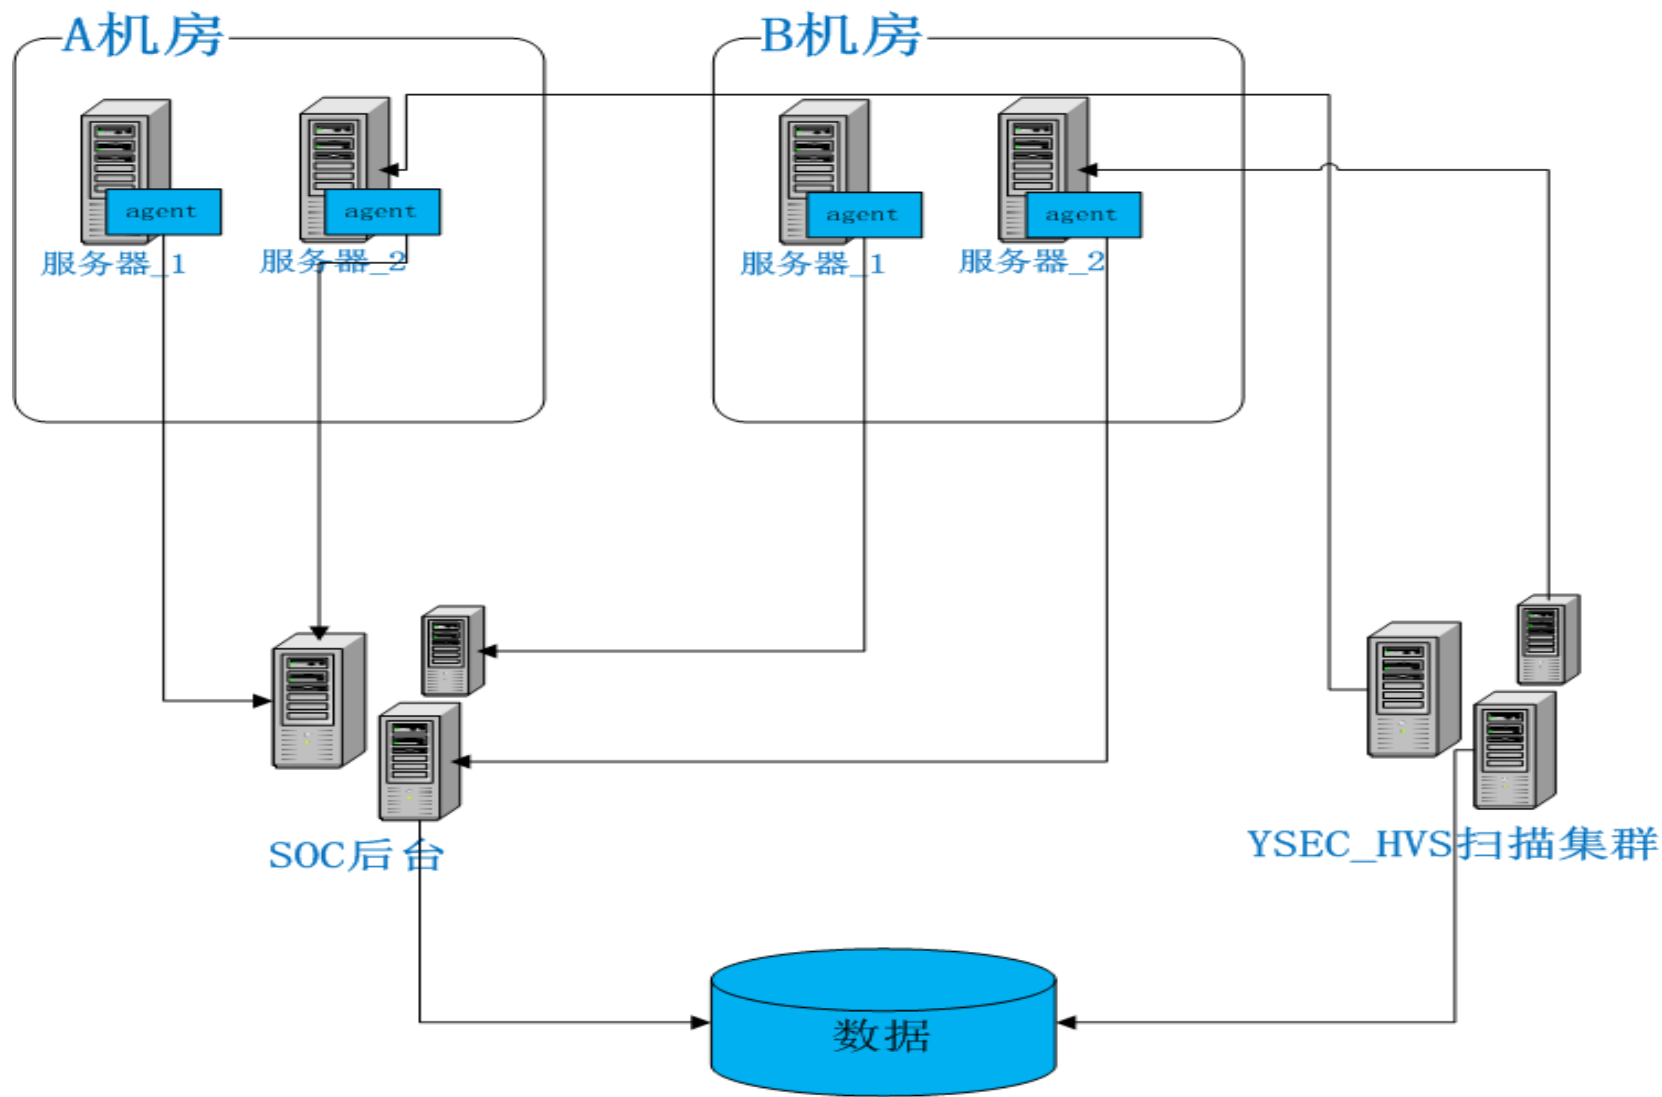 A机房
B机房
agent
agent
agent
agent
服务器_1
服务器_2
服务器_1
服务器_2
SOC后台
YSEC_HVS扫描集群
数据